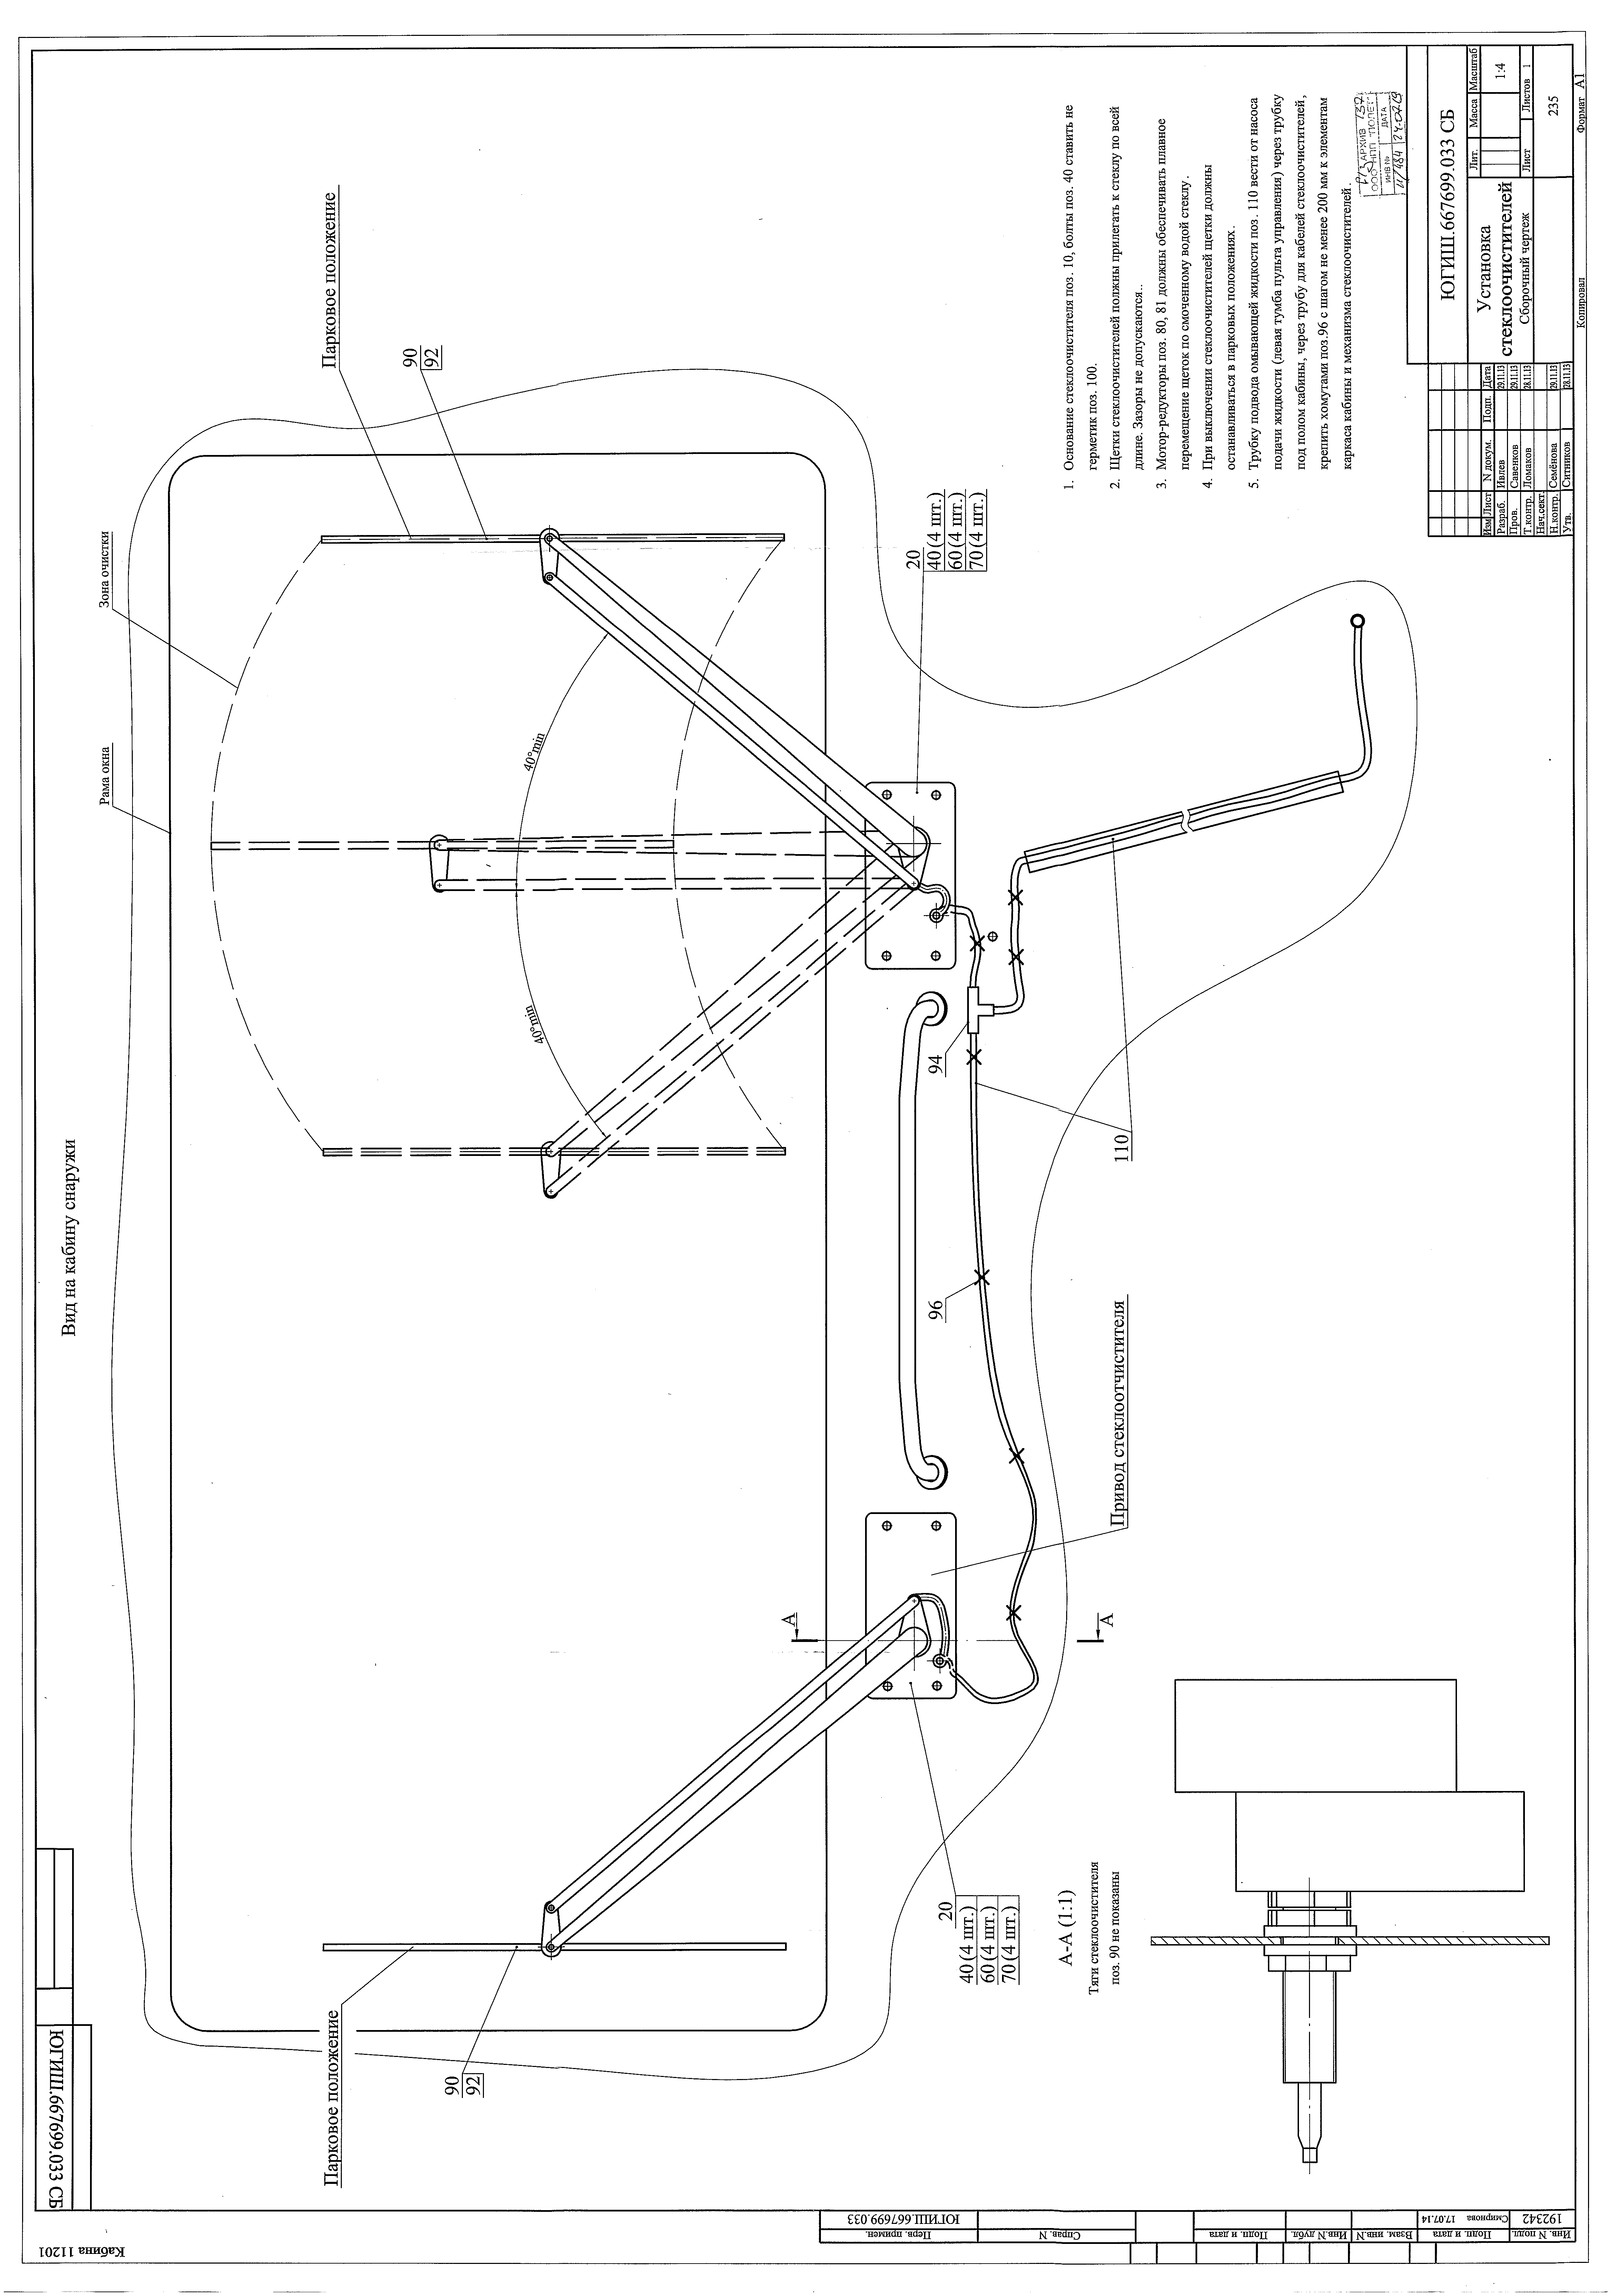 Кабина 11201
ЮГИШ.667699.033 СБ
Вид на кабину снаружи
Рама окна
Зона очистки
Парковое положение
90
92
Парковое положение
90
92
40°min
40°min
20
40 (4 шт.)
60 (4 шт.)
70 (4 шт.)
20
40 (4 шт.)
60 (4 шт.)
70 (4 шт.)
94
96
110
А
А
Привод стеклоотчистителя
А-А (1:1)
Тяги стеклоочистителя
поз. 90 не показаны
1. Основание стеклоочистителя поз. 10, болты поз. 40 ставить не
герметик поз. 100.
2. Щетки стеклоочистителей должны прилегать к стеклу по всей
длине. Зазоры не допускаются..
3. Мотор-редукторы поз. 80, 81 должны обеспечивать плавное
перемещение щеток по смоченному водой стеклу.
4. При выключении стеклоочистителей щетки должны
останавливаться в парковых положениях.
5. Трубку подвода омывающей жидкости поз. 110 вести от насоса
подачи жидкости (левая тумба пульта управления) через трубку
под полом кабины, через трубу для кабелей стеклоочистителей,
крепить хомутами поз.96 с шагом не менее 200 мм к элементам
каркаса кабины и механизма стеклоочистителей.
АРХИВ
ООО НПП "ПОЛЕТ"
ИНВ № ДАТА
ЮГИШ.667699.033 СБ
Установка
стеклоочистителей
Сборочный чертеж
Лит. Масса Масштаб
1:4
Лист Листов 1
235
Изм Лист N докум. Подп. Дата
Разраб. Ивлев 29.11.13
Пров. Савенков 29.11.13
Т.контр. Ломаков 28.11.13
Нач.сект.
Н.контр. Семёнова 29.11.13
Утв. Ситников 28.11.13
Копировал
Формат А1
Перв. примен.
ЮГИШ.667699.033
Справ. N
Подп. и дата
Инв.N дубл.
Взам. инв.N
Подп. и дата
Смирнова 17.07.14
Инв. N подл.
192342